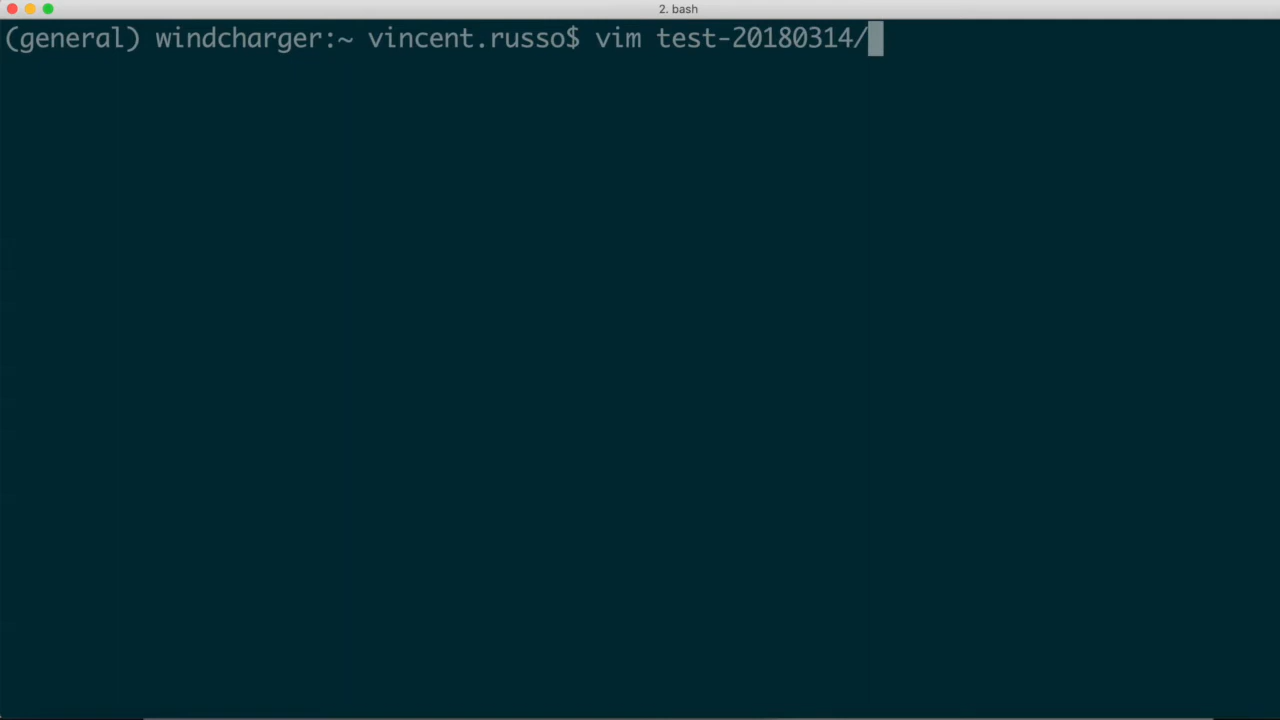 2. bash
(general) windcharger:~ vincent.russo$ vim test-20180314/